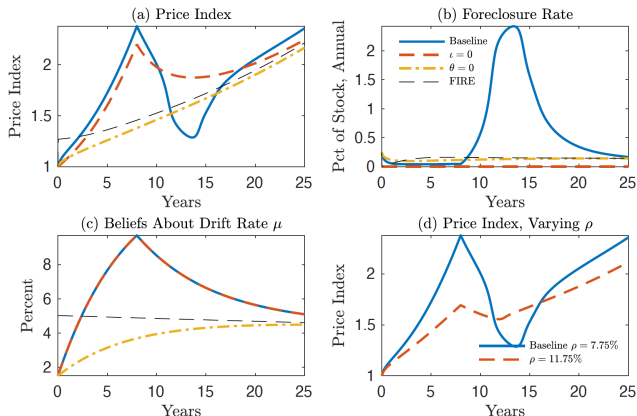 (a) Price Index
Price Index
2
1.5
1
0 5 10 15 20 25
Years
(b) Foreclosure Rate
Pct of Stock, Annual
2
1.5
1
0.5
0
Baseline
ι = 0
θ = 0
FIRE
0 5 10 15 20 25
Years
(c) Beliefs About Drift Rate μ
Percent
8
6
4
2
0 5 10 15 20 25
Years
(d) Price Index, Varying ρ
Price Index
2
1.5
1
Baseline ρ = 7.75%
ρ = 11.75%
0 5 10 15 20 25
Years